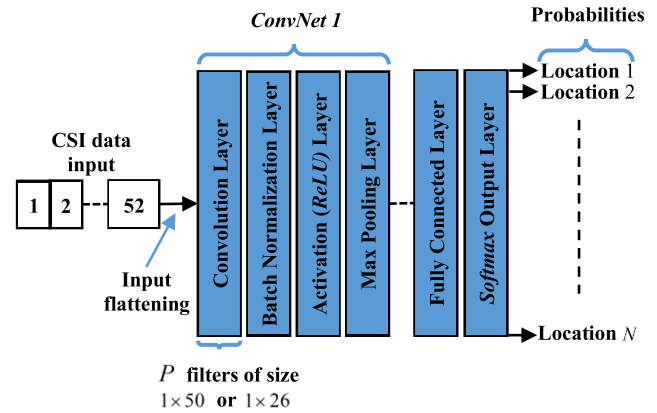 ConvNet 1
Probabilities
CSI data
input
1 2 52
Input
flattening
Convolution Layer
Batch Normalization Layer
Activation (ReLU) Layer
Max Pooling Layer
Fully Connected Layer
Softmax Output Layer
Location 1
Location 2
Location N
P filters of size
1×50 or 1×26